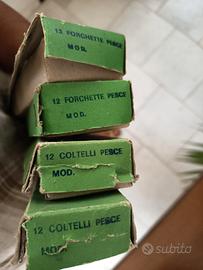 12 FORCHETTE PESCE
MOD.
12 FORCHETTE PESCE
MOD.
12 COLTELLI PESCE
MOD.
12 COLTELLI PESCE
MOD.
subito